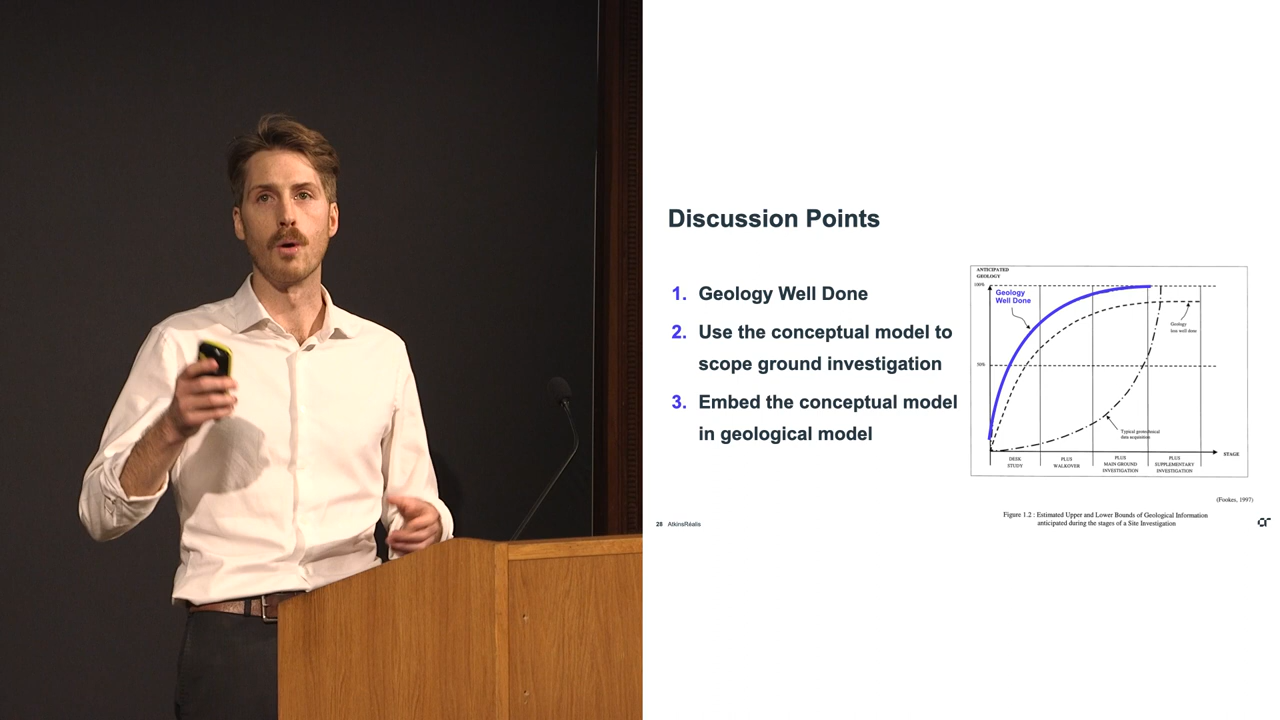 Discussion Points
1. Geology Well Done
2. Use the conceptual model to
scope ground investigation
3. Embed the conceptual model
in geological model
ANTICIPATED
GEOLOGY
100%
Geology
Well Done
Geology
less well done
50%
Typical geotechnical
data acquisition
STAGE
DESK
STUDY
PLUS
WALKOVER
PLUS
MAIN GROUND
INVESTIGATION
PLUS
SUPPLEMENTARY
INVESTIGATION
(Fookes, 1997)
Figure 1.2 : Estimated Upper and Lower Bounds of Geological Information
anticipated during the stages of a Site Investigation
28 AtkinsRéalis